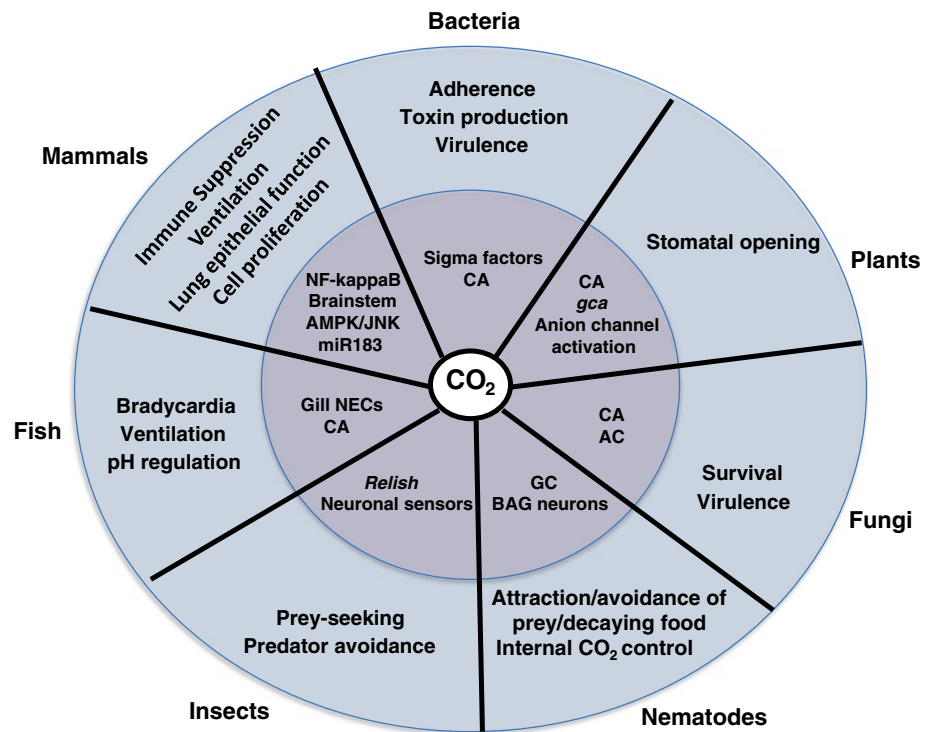 Bacteria
Adherence
Toxin production
Virulence
Sigma factors
CA
Plants
Stomatal opening
CA
gca
Anion channel
activation
Fungi
Survival
Virulence
CA
AC
Nematodes
Attraction/avoidance of
prey/decaying food
Internal CO₂ control
GC
BAG neurons
Insects
Prey-seeking
Predator avoidance
Relish
Neuronal sensors
Fish
Bradycardia
Ventilation
pH regulation
Gill NECs
CA
Mammals
Immune Suppression
Ventilation
Lung epithelial function
Cell proliferation
NF-kappaB
Brainstem
AMPK/JNK
miR183
CO₂